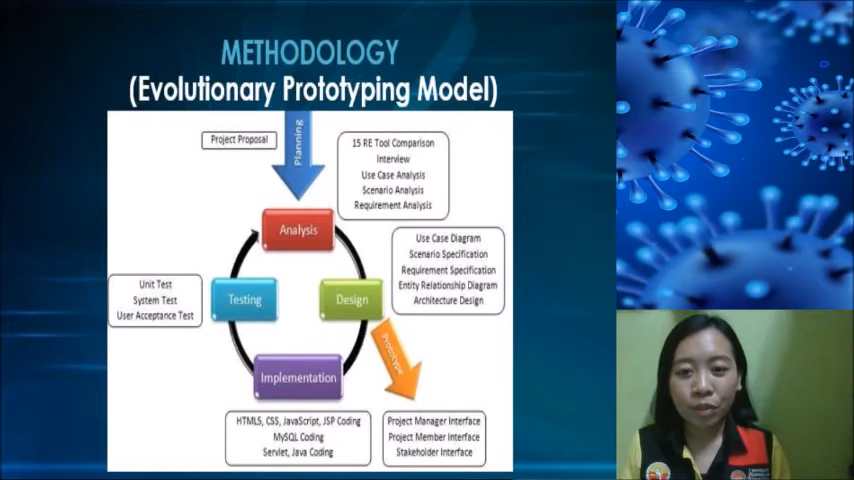 METHODOLOGY
(Evolutionary Prototyping Model)
Planning
Project Proposal
15 RE Tool Comparison
Interview
Use Case Analysis
Scenario Analysis
Requirement Analysis
Analysis
Use Case Diagram
Scenario Specification
Requirement Specification
Entity Relationship Diagram
Architecture Design
Unit Test
System Test
User Acceptance Test
Testing
Design
Prototype
Implementation
HTML5, CSS, JavaScript, JSP Coding
MySQL Coding
Servlet, Java Coding
Project Manager Interface
Project Member Interface
Stakeholder Interface